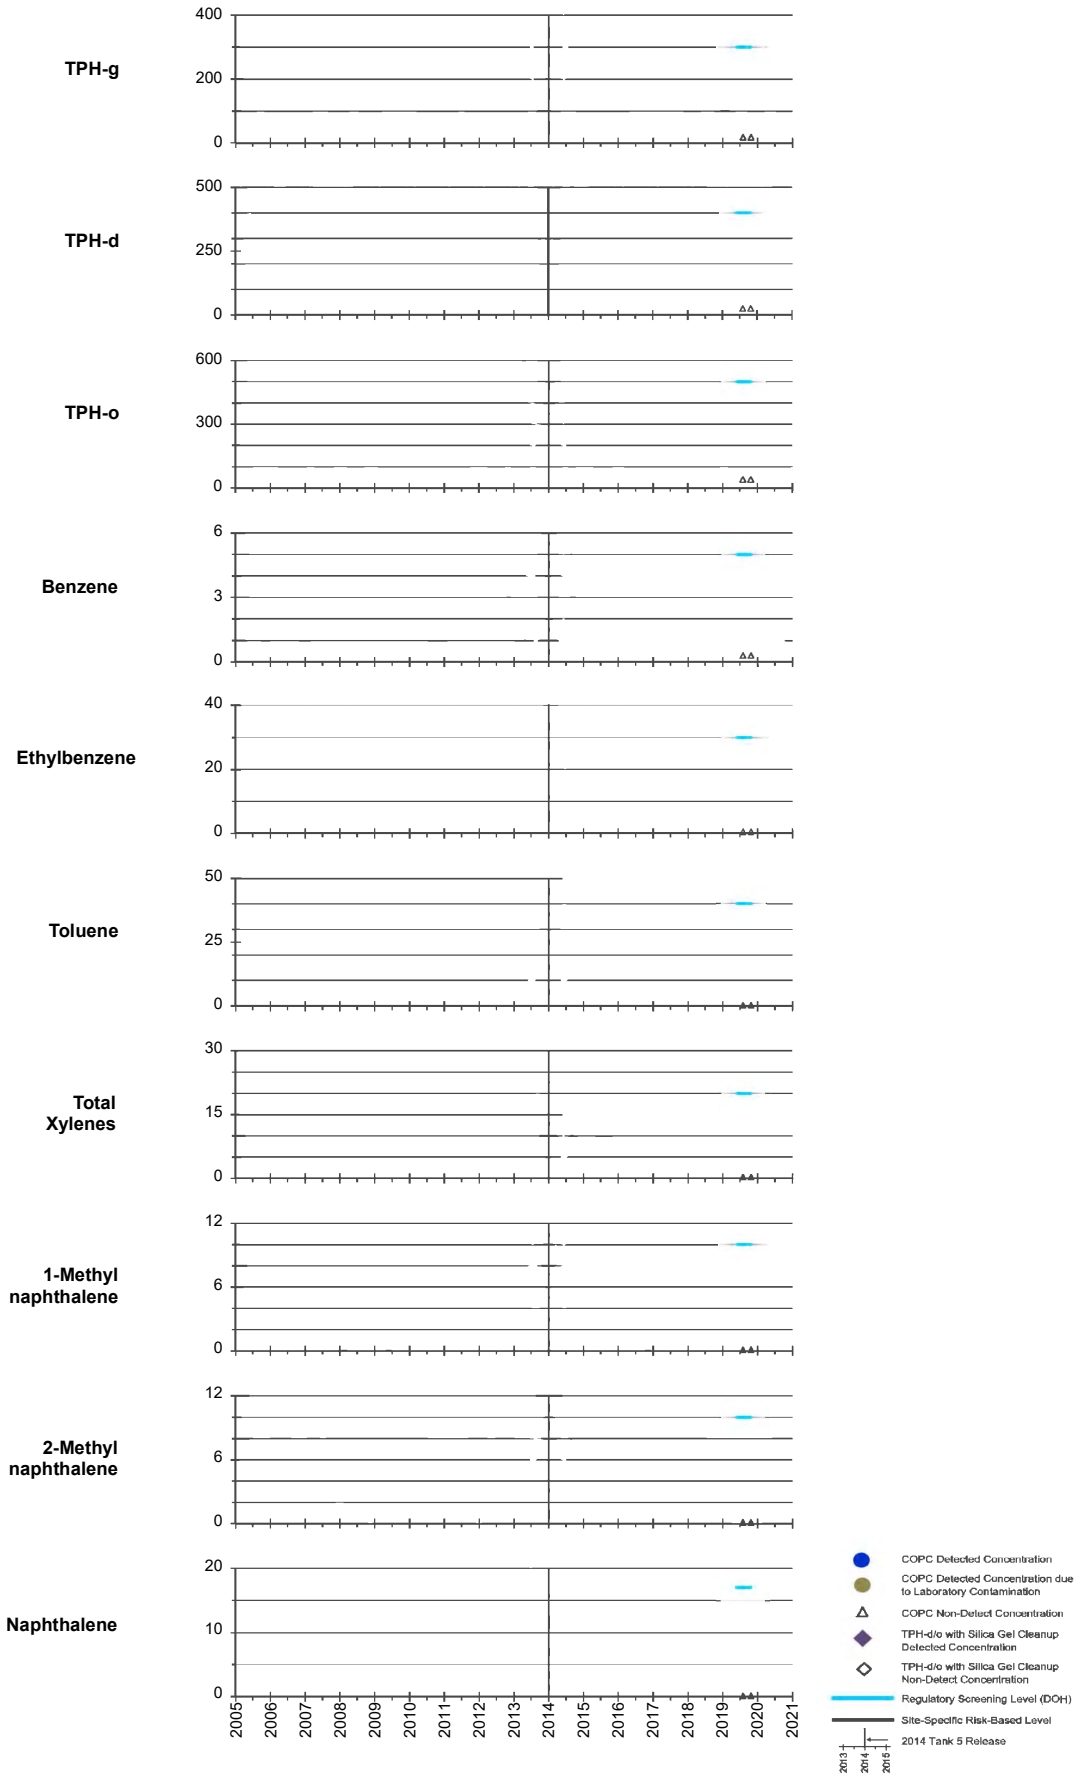 400
TPH-g
200
0
500
TPH-d
250
0
600
TPH-o
300
0
6
Benzene
3
0
40
Ethylbenzene
20
0
50
Toluene
25
0
30
Total
Xylenes
15
0
12
1-Methyl
naphthalene
6
0
12
2-Methyl
naphthalene
6
0
20
Naphthalene
10
0
2005 2006 2007 2008 2009 2010 2011 2012 2013 2014 2015 2016 2017 2018 2019 2020 2021
COPC Detected Concentration
COPC Detected Concentration due
to Laboratory Contamination
COPC Non-Detect Concentration
TPH-d/o with Silica Gel Cleanup
Detected Concentration
TPH-d/o with Silica Gel Cleanup
Non-Detect Concentration
Regulatory Screening Level (DOH)
Site-Specific Risk-Based Level
2014 Tank 5 Release
2013 2014 2015